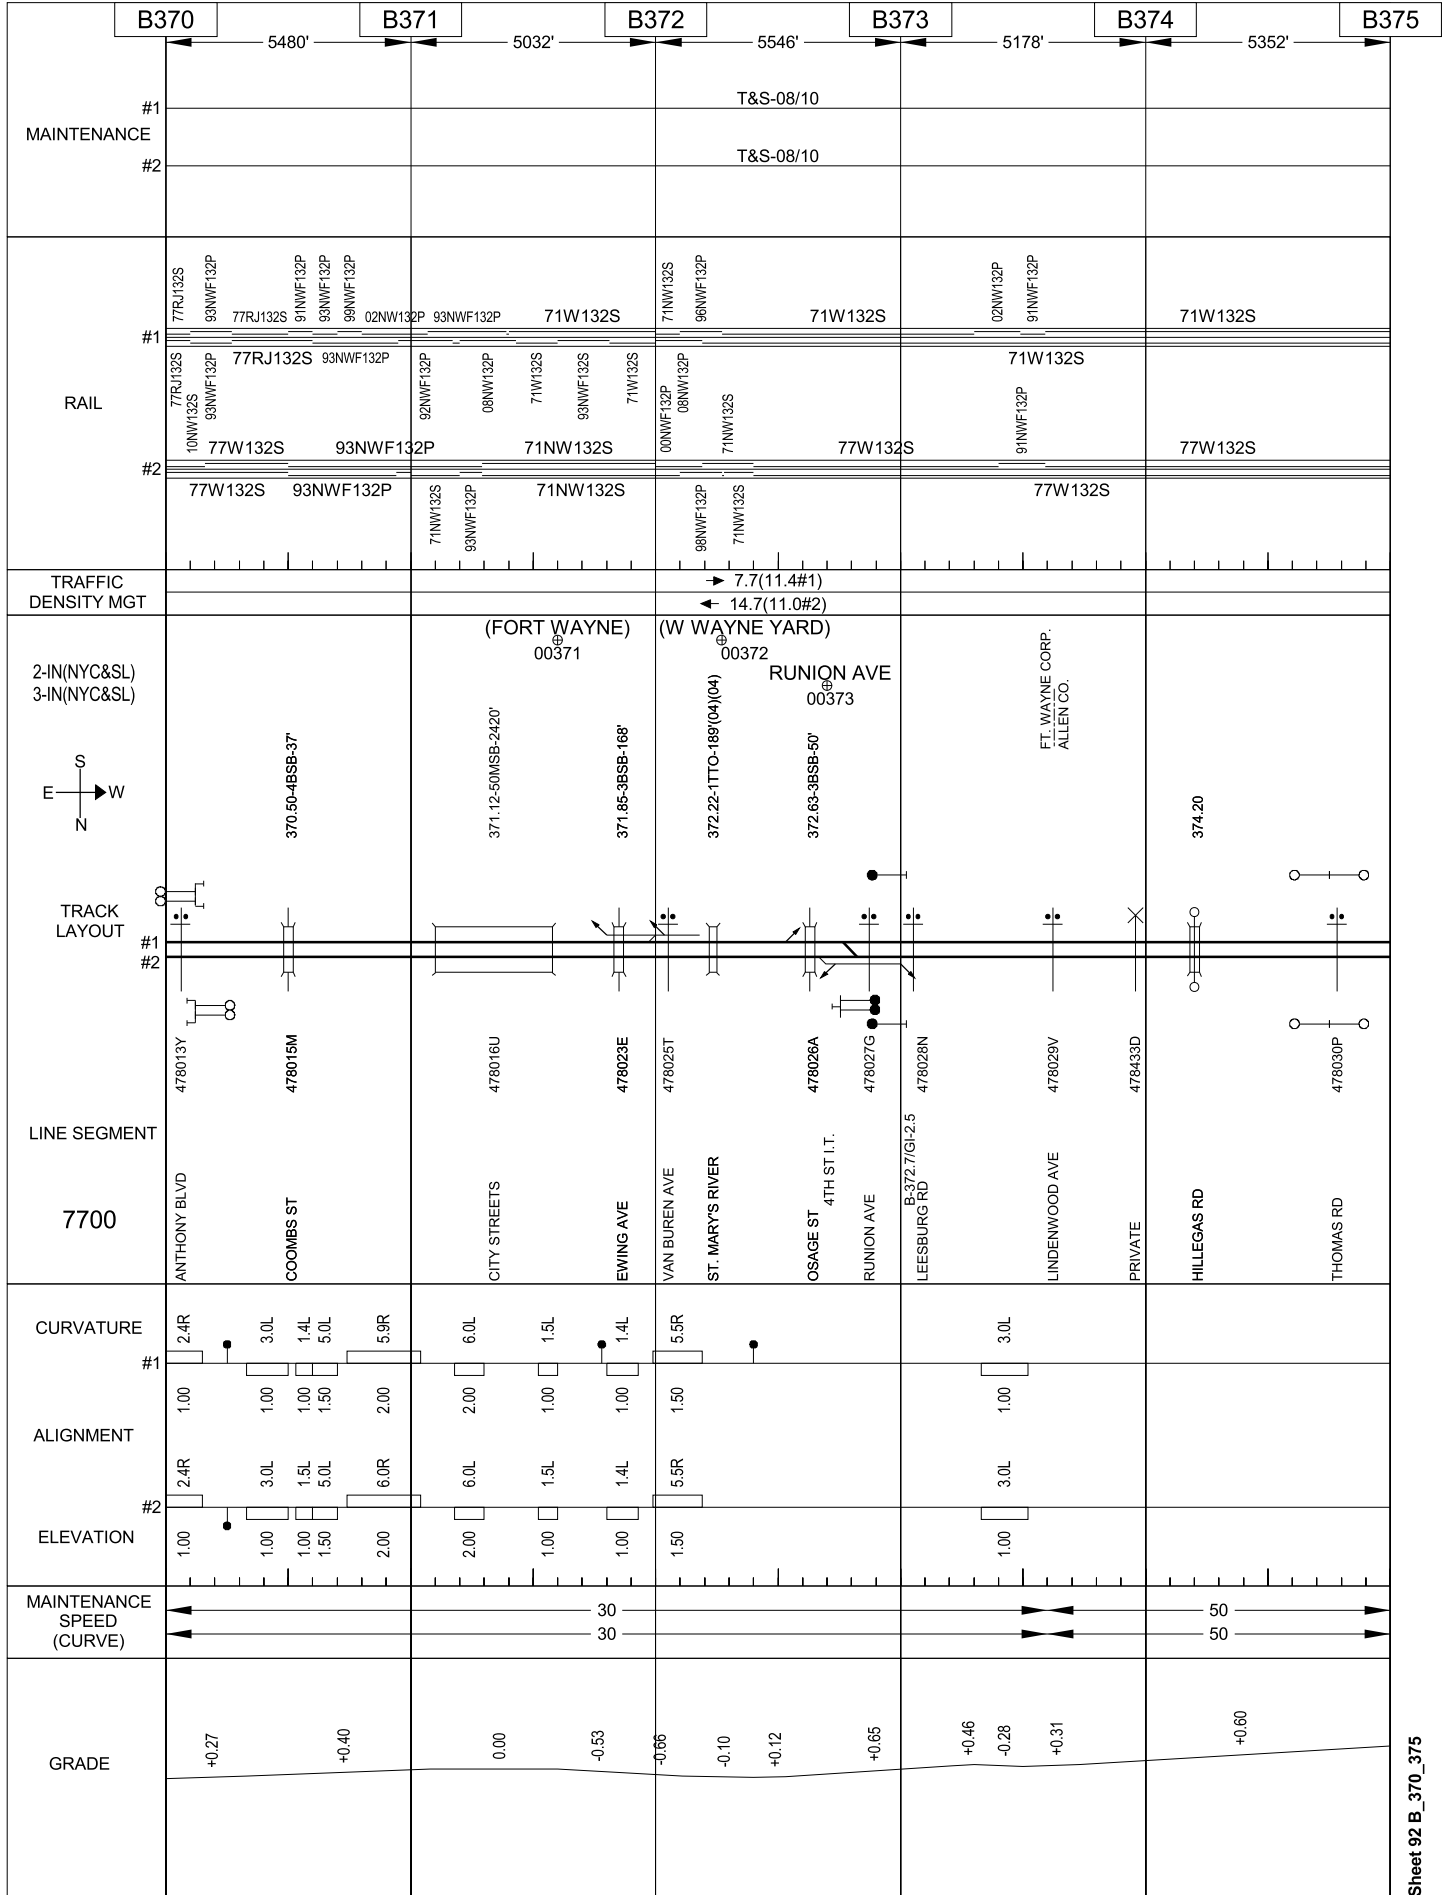 B370 B371 B372 B373 B374 B375
5480' 5032' 5546' 5178' 5352'
MAINTENANCE
#1
T&S-08/10
#2
T&S-08/10
RAIL
77RJ132S
93NWF132P
77RJ132S
91NWF132P
93NWF132P
99NWF132P
02NW132P
93NWF132P
71W132S
71NW132S
96NWF132P
71W132S
02NW132P
91NWF132P
71W132S
#1
77RJ132S
10NW132S
93NWF132P
77RJ132S
93NWF132P
92NWF132P
08NW132S
71W132S
93NWF132S
71W132S
00NWF132P
08NW132P
71NW132S
71W132S
91NWF132P
77W132S
93NWF132P
71NW132S
77W132S
77W132S
#2
77W132S
93NWF132P
71NW132S
93NWF132P
71NW132S
98NWF132P
71NW132S
77W132S
TRAFFIC
DENSITY MGT
7.7(11.4#1)
14.7(11.0#2)
(FORT WAYNE) (W WAYNE YARD)
00371 00372
RUNION AVE
00373
2-IN(NYC&SL)
3-IN(NYC&SL)
FT. WAYNE CORP.
ALLEN CO.
S
E W
N
370.50-4BSB-37'
371.12-50MSB-2420'
371.85-3BSB-168'
372.22-1TTO-189'(04)(04)
372.63-3BSB-50'
374.20
TRACK
LAYOUT
#1
#2
478013Y
478015M
478016U
478023E
478025T
478026A
478027G
478028N
478029V
478433D
478030P
LINE SEGMENT
7700
ANTHONY BLVD
COOMBS ST
CITY STREETS
EWING AVE
VAN BUREN AVE
ST. MARY'S RIVER
OSAGE ST
4TH ST I.T.
RUNION AVE
B-372.7/GI-2.5
LEESBURG RD
LINDENWOOD AVE
PRIVATE
HILLEGAS RD
THOMAS RD
CURVATURE
2.4R 3.0L 1.4L 5.0L 5.9R 6.0L 1.5L 1.4L 5.5R 3.0L
#1
1.00 1.00 1.00 1.50 2.00 2.00 1.00 1.00 1.50 1.00
ALIGNMENT
2.4R 3.0L 1.5L 5.0L 6.0R 6.0L 1.5L 1.4L 5.5R 3.0L
#2
ELEVATION
1.00 1.00 1.00 1.50 2.00 2.00 1.00 1.00 1.50 1.00
MAINTENANCE
SPEED
(CURVE)
30 50
30 50
GRADE
+0.27 +0.40 0.00 -0.53 -0.66 -0.10 +0.12 +0.65 +0.46 -0.28 +0.31 +0.60
Sheet 92 B_370_375